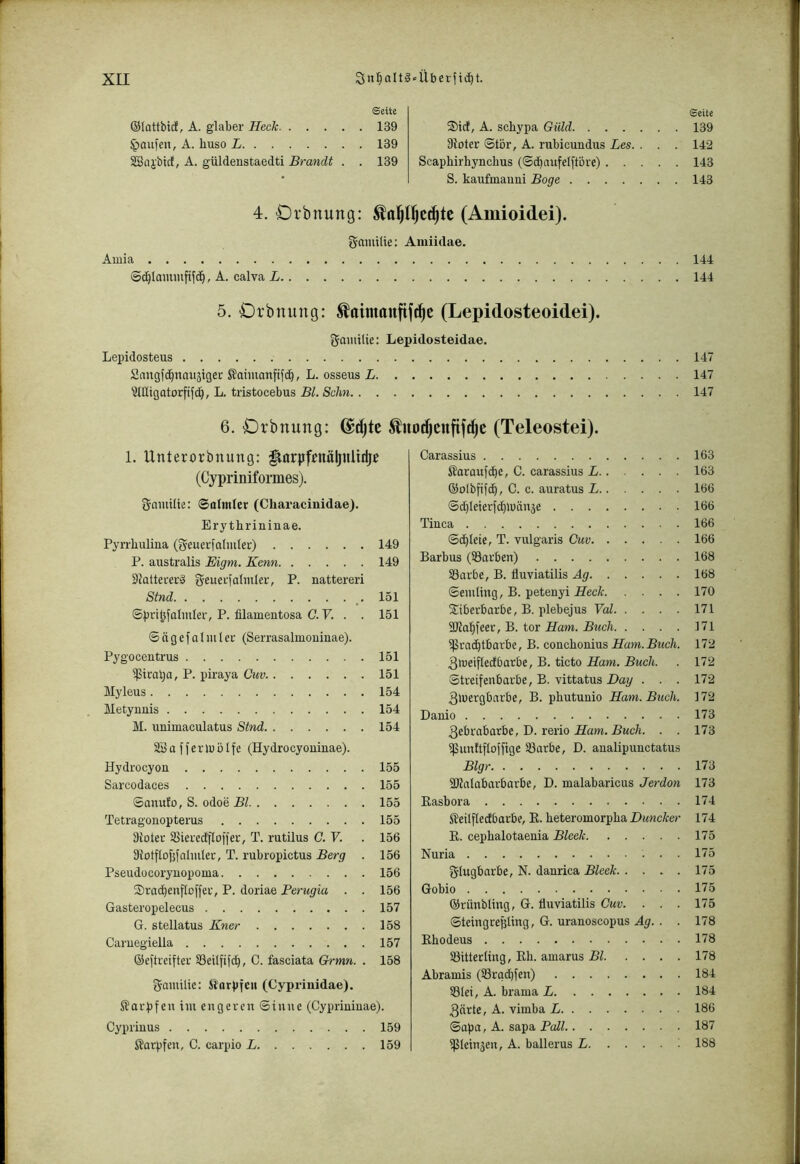 XII
Inhalts-Übersicht.
Seite
Glattdick, A. glaber Heck. . . . . . 139
Hausen, A. huso L. . . . . . . . 139
Waxdick, A. güldenstaedti Brandt . . 139
Seite
Dick, A. schypa Güld. . . . . . . 139
Roter Stör, A. rubicundus Les. . . . 142
Scaphirhynchus (Schaufelstöre) . . . . . 143
S. kaufmanni Boge . . . . . . . 143
4. Ordnung: Kahlhechte (Amioidei).
Familie: Amiidae.
Amia . . . . . . . . . . 144
Schlammfisch, A. calva L. . . . . . . . . . 144
5. Ordnung: Kaimanfische (Lepidosteoidei).
Familie: Lepidosteidae.
Lepidosteus . . . . . . . . . . 147
Langschnauziger Kaimanfisch, L. osseus L. . . . . . . . . . 147
Alligatorfisch, L. tristocebus Bl. Schn. . . . . . . . . . 147
6. Ordnung: Echte Knochenfische (Teleostei).
1. Unterordnung: Karpfenähnliche
(Cypriniformes).
Familie: Salmler (Characinidae).
Erythrininae.
Pyrrhulina (Feuersalmler) . . . . . . 149
P. australis Eigm. Kenn. . . . . . 149
Natterers Feuersalmler, P. nattereri
Stnd. . . . . . . . . . 151
Spritzsalmler, P. filamentosa C. V. . . 151
Sägesalmler (Serrasalmoninae).
Pygocentrus . . . . . . . . . . 151
Piraya, P. piraya Cuv. . . . . . . 151
Myleus . . . . . . . . . . 154
Metynnis . . . . . . . . . . 154
M. unimaculatus Stnd. . . . . . . 154
Wasserwölfe (Hydrocyoninae).
Hydrocyon . . . . . . . . . . 155
Sarcodaces . . . . . . . . . . 155
Sanuko, S. odoë Bl. . . . . . . . 155
Tetragonopterus . . . . . . . . . 155
Roter Viereckflosser, T. rutilus C. V. . 156
Rotfloßsalmler, T. rubropictus Berg . 156
Pseudocorynopoma . . . . . . . . 156
Drachenflosser, P. doriae Perugia . . 156
Gasteropelecus . . . . . . . . . . 157
G. stellatus Kner . . . . . . . 158
Carnegiella . . . . . . . . . . 157
Gestreifter Beilfisch, C. fasciata Grmn. . 158
Familie: Karpfen (Cyprinidae).
Karpfen im engeren Sinne (Cyprininae).
Cyprinus . . . . . . . . . . 159
Karpfen, C. carpio L. . . . . . . 159
Carassius . . . . . . . . . . 163
Karausche, C. carassius L. . . . . . 163
Goldfisch, C. c. auratus L. . . . . . 166
Schleierschwänze . . . . . . . . 166
Tinca . . . . . . . . . . 166
Schleie, T. vulgaris Cuv. . . . . . 166
Barbus (Barben) . . . . . . . . . 168
Barbe, B. fluviatilis Ag. . . . . . 168
Semling, B. petenyi Heck. . . . . 170
Tiberbarbe, B. plebejus Val. . . . . 171
Mahseer, B. tor Ham. Buch. . . . . 171
Prachtbarbe, B. conchonius Ham. Buch. 172
Zweifleckbarbe, B. ticto Ham. Buch. . 172
Streifenbarbe, B. vittatus Day . . . 172
Zwergbarbe, B. phutunio Ham. Buch. 172
Danio . . . . . . . . . . 173
Zebrabarbe, D. rerio Ham. Buch. . . 173
Punktflossige Barbe, D. analipunctatus
Blgr. . . . . . . . . . 173
Malabarbarbe, D. malabaricus Jerdon 173
Rasbora . . . . . . . . . . 174
Keilfleckbarbe, R. heteromorpha Duncker 174
R. cephalotaenia Bleek. . . . . . 175
Nuria . . . . . . . . . . 175
Flugbarbe, N. danrica Bleek. . . . . 175
Gobio . . . . . . . . . . 175
Gründling, G. fluviatilis Cuv. . . . 175
Steingreßling, G. uranoscopus Ag. . . 178
Rhodeus . . . . . . . . . . 178
Bitterling, Rh. amarus Bl. . . . . 178
Abramis (Brachsen) . . . . . . . . 184
Blei, A. brama L. . . . . . . . 184
Zärte, A. vimba L. . . . . . . . 186
Sapa, A. sapa Pall. . . . . . . . 187
Pleinzen, A. ballerus L. . . . . . 188